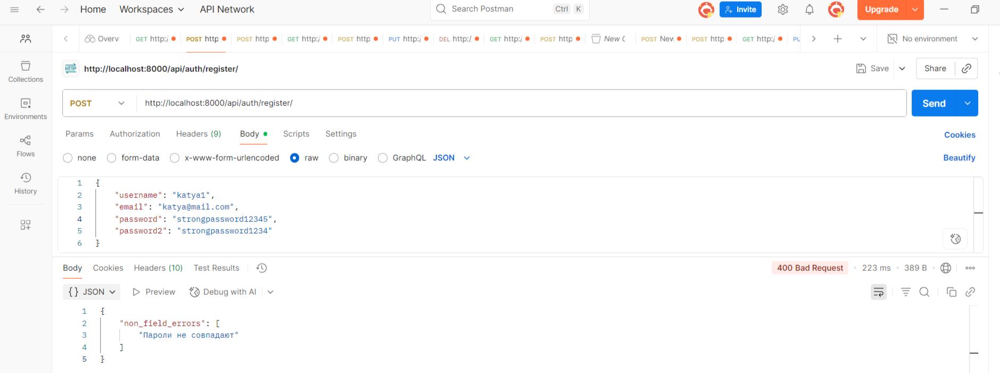 Home Workspaces API Network Search Postman Ctrl K Invite Upgrade
Overv GET http:/ POST http POST http GET http:/ POST http PUT http:/ DEL http:/ GET http:/ POST http New C POST New POST http GET http:/ PU No environment
HTTP http://localhost:8000/api/auth/register/ Save Share
Collections
POST http://localhost:8000/api/auth/register/ Send
Environments
Params Authorization Headers (9) Body Scripts Settings Cookies
Flows
none form-data x-www-form-urlencoded raw binary GraphQL JSON Beautify
History
1 {
2 "username": "katya1",
3 "email": "katya@mail.com",
4 "password": "strongpassword12345",
5 "password2": "strongpassword1234"
6 }
Body Cookies Headers (10) Test Results 400 Bad Request • 223 ms • 389 B •
{} JSON Preview Debug with AI
1 {
2 "non_field_errors": [
3 "Пароли не совпадают"
4 ]
5 }